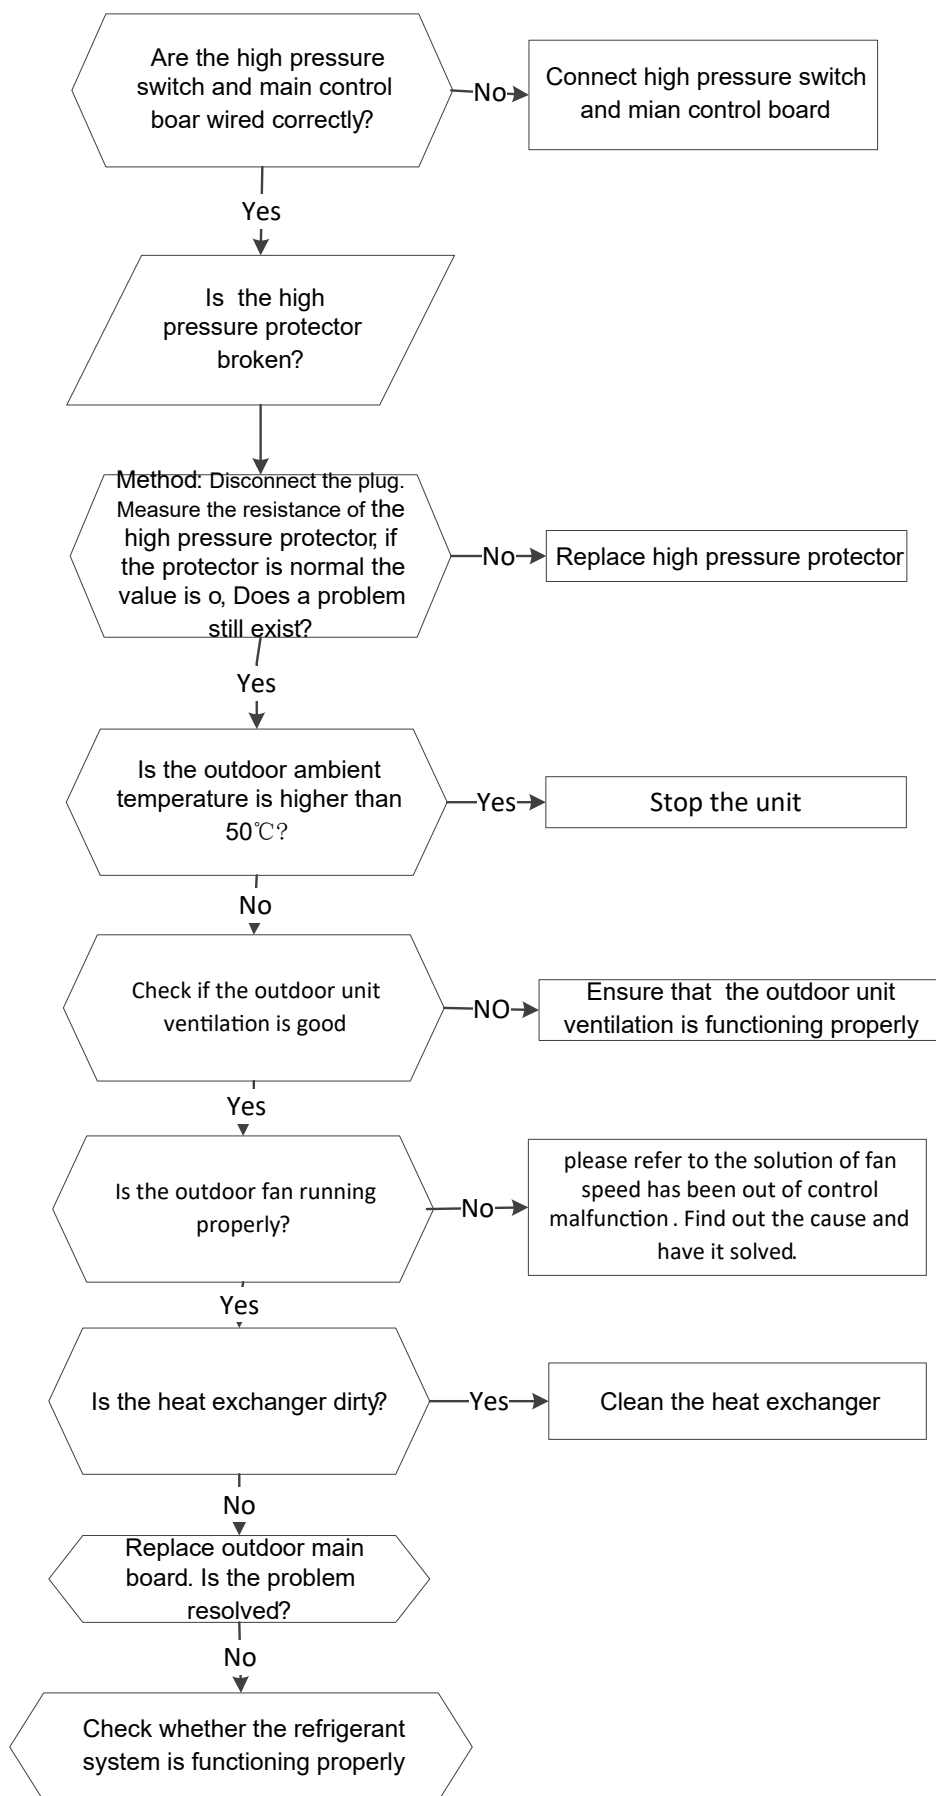 Are the high pressure
switch and main control
boar wired correctly?
No
Connect high pressure switch
and mian control board
Yes
Is the high
pressure protector
broken?
Method: Disconnect the plug.
Measure the resistance of the
high pressure protector, if
the protector is normal the
value is o, Does a problem
still exist?
No
Replace high pressure protector
Yes
Is the outdoor ambient
temperature is higher than
50℃?
Yes
Stop the unit
No
Check if the outdoor unit
ventilation is good
NO
Ensure that the outdoor unit
ventilation is functioning properly
Yes
Is the outdoor fan running
properly?
No
please refer to the solution of fan
speed has been out of control
malfunction. Find out the cause and
have it solved.
Yes
Is the heat exchanger dirty?
Yes
Clean the heat exchanger
No
Replace outdoor main
board. Is the problem
resolved?
No
Check whether the refrigerant
system is functioning properly